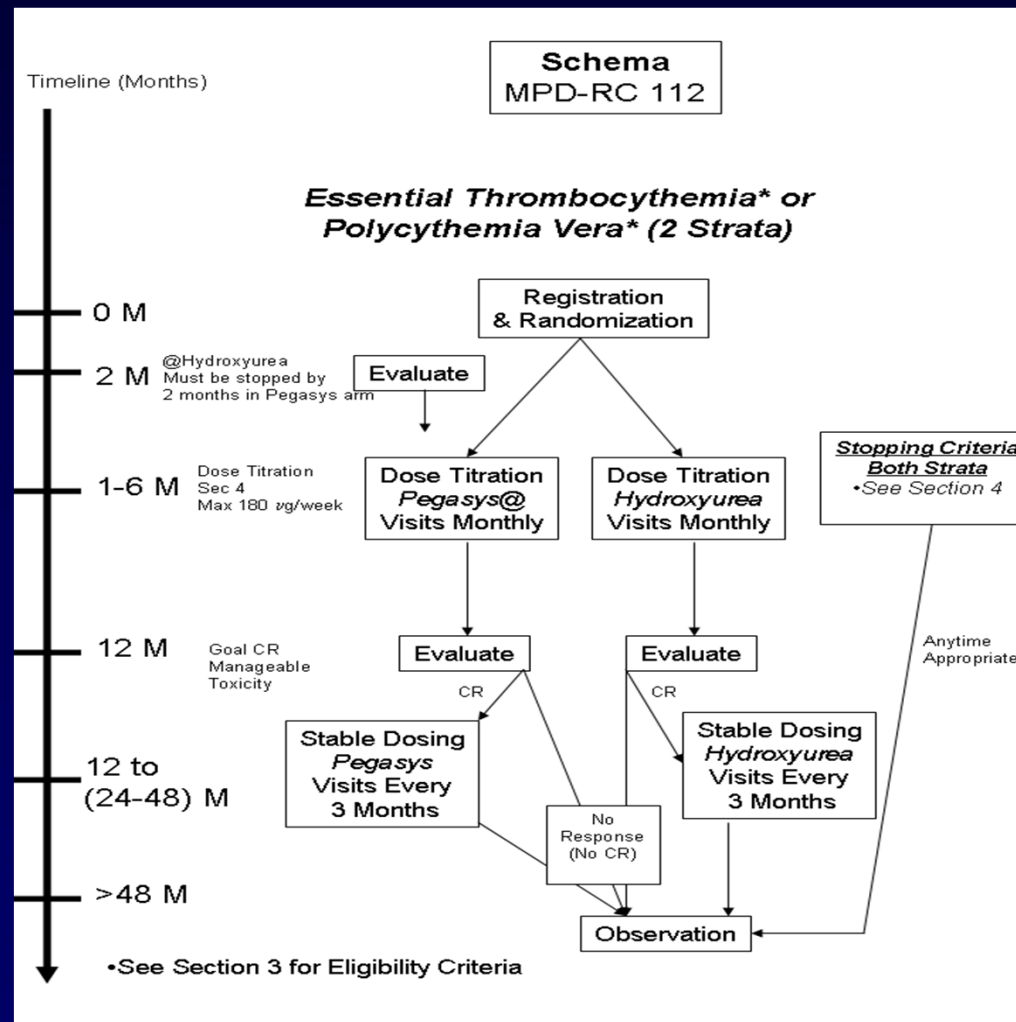 Schema
MPD-RC 112
Timeline (Months)
Essential Thrombocythemia* or
Polycythemia Vera* (2 Strata)
0 M
Registration
& Randomization
2 M
@Hydroxyurea
Must be stopped by
2 months in Pegasys arm
Evaluate
1-6 M
Dose Titration
Sec 4
Max 180 νg/week
Dose Titration
Pegasys@
Visits Monthly
Dose Titration
Hydroxyurea
Visits Monthly
Stopping Criteria
Both Strata
•See Section 4
12 M
Goal CR
Manageable
Toxicity
Evaluate
Evaluate
Anytime
Appropriate
CR
CR
12 to
(24-48) M
Stable Dosing
Pegasys
Visits Every
3 Months
Stable Dosing
Hydroxyurea
Visits Every
3 Months
No
Response
(No CR)
>48 M
Observation
•See Section 3 for Eligibility Criteria